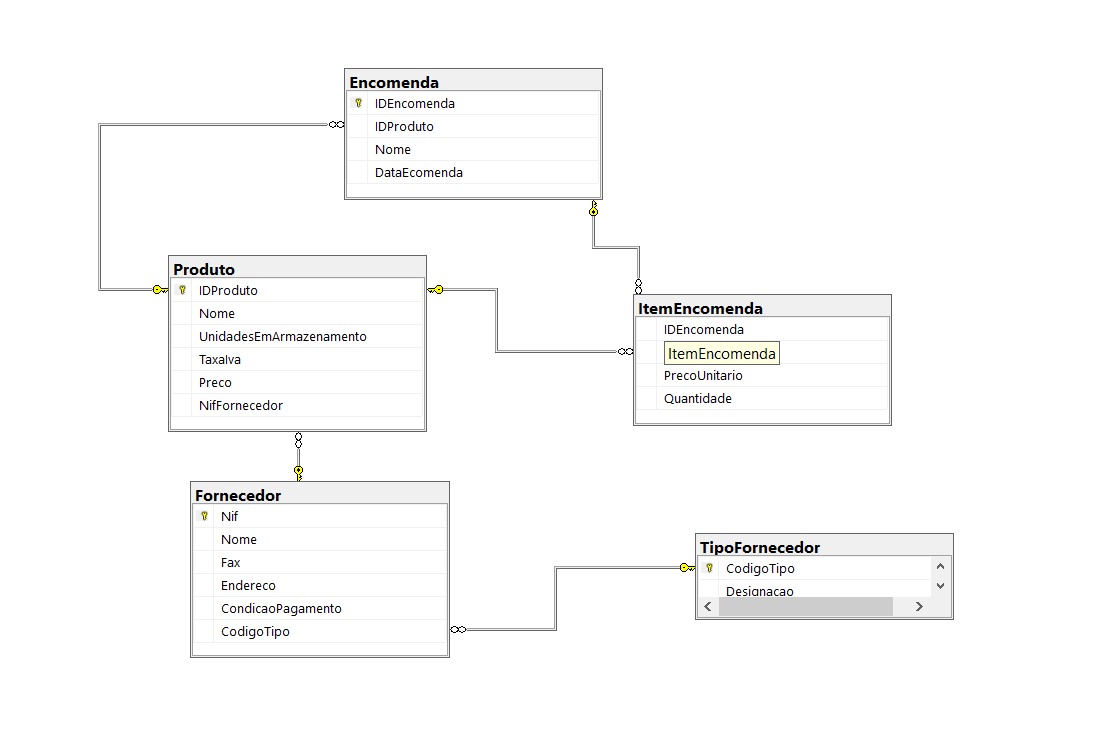 Encomenda
IDEncomenda
IDProduto
Nome
DataEcomenda
Produto
IDProduto
Nome
UnidadesEmArmazenamento
TaxaIva
Preco
NifFornecedor
ItemEncomenda
IDEncomenda
ItemEncomenda
PrecoUnitario
Quantidade
Fornecedor
Nif
Nome
Fax
Endereco
CondicaoPagamento
CodigoTipo
TipoFornecedor
CodigoTipo
Designacao